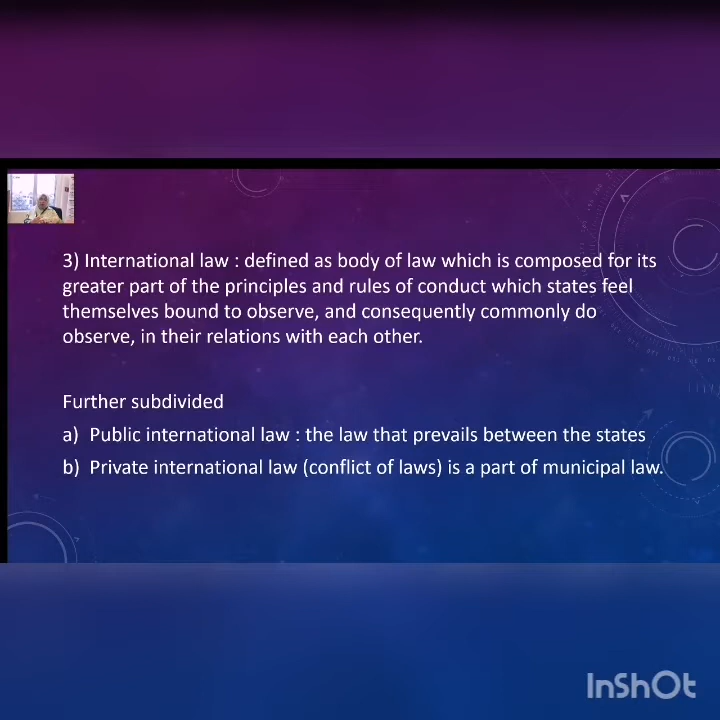 3) International law : defined as body of law which is composed for its
greater part of the principles and rules of conduct which states feel
themselves bound to observe, and consequently commonly do
observe, in their relations with each other.
Further subdivided
a) Public international law : the law that prevails between the states
b) Private international law (conflict of laws) is a part of municipal law.
InShOt